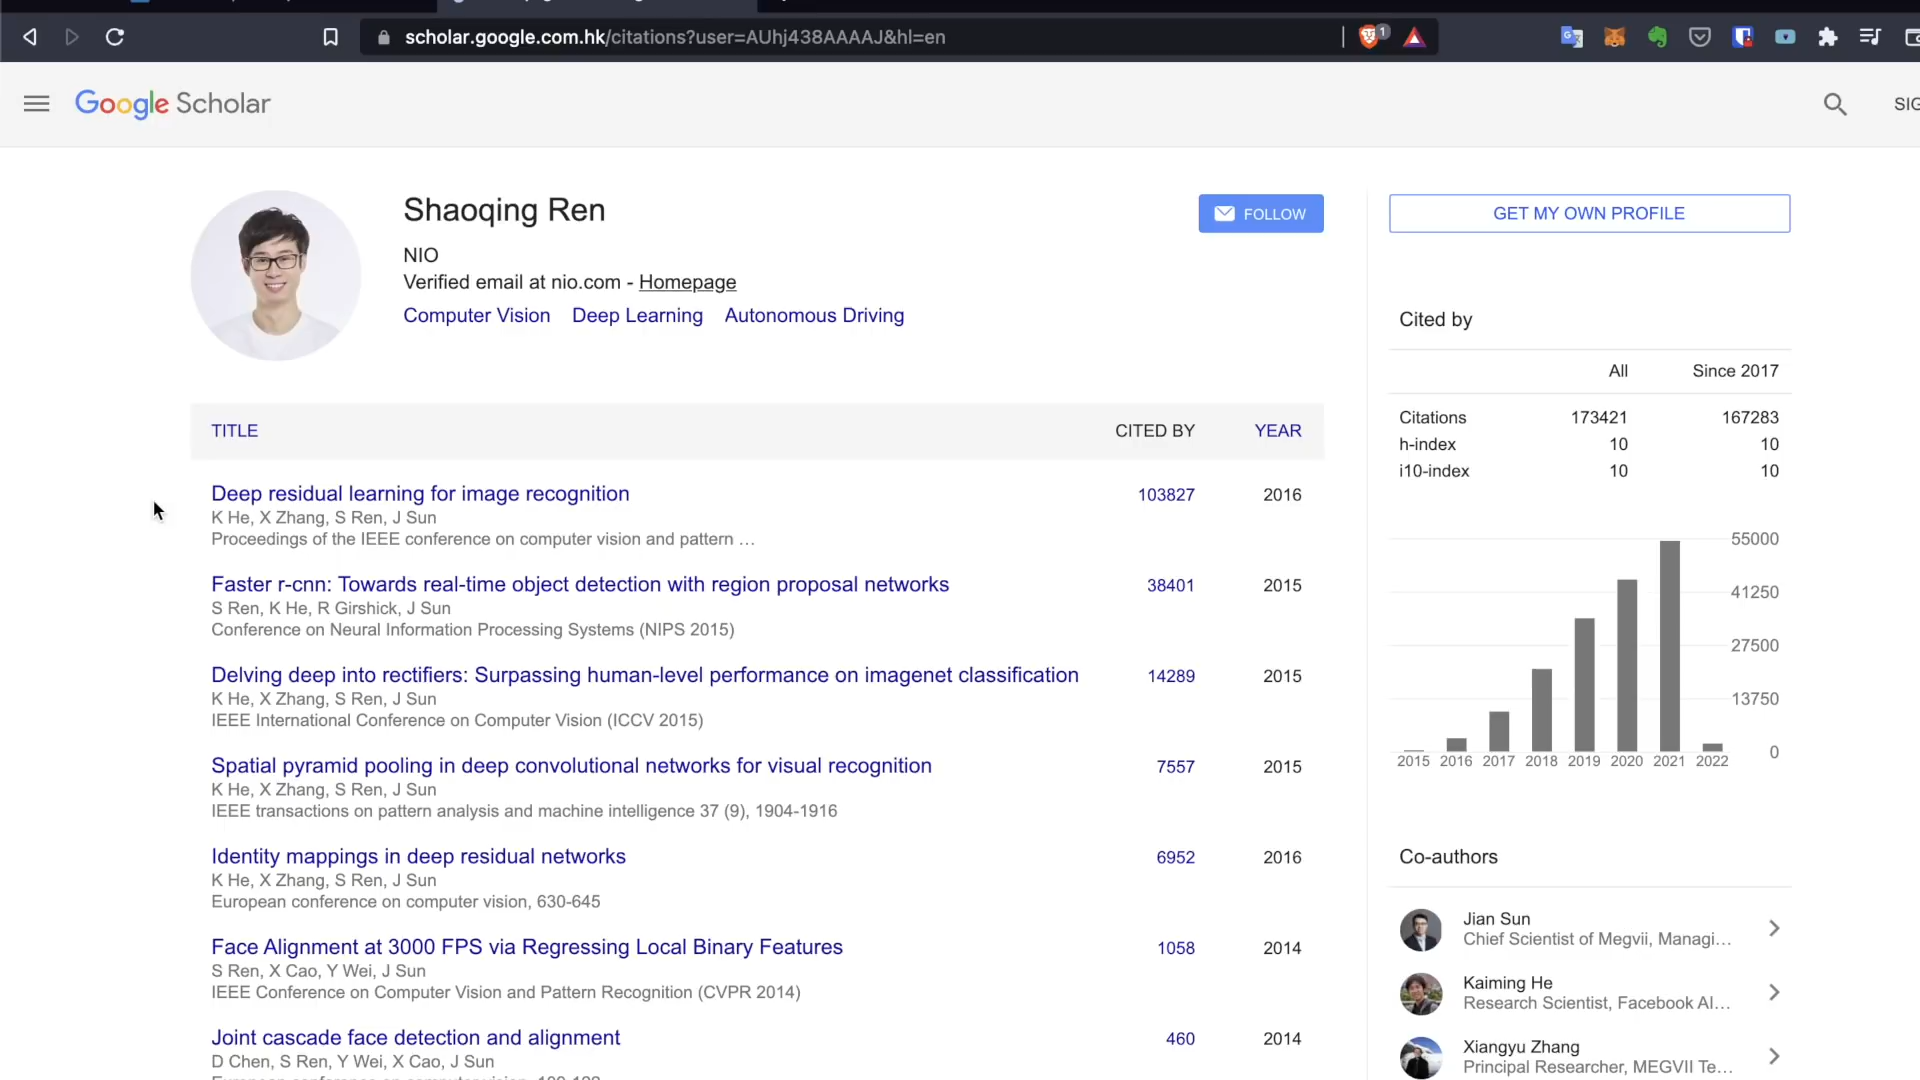 scholar.google.com.hk/citations?user=AUhj438AAAAJ&hl=en
1
Google Scholar
SIG
Shaoqing Ren
FOLLOW
GET MY OWN PROFILE
NIO
Verified email at nio.com - Homepage
Computer Vision Deep Learning Autonomous Driving
TITLE CITED BY YEAR
Deep residual learning for image recognition 103827 2016
K He, X Zhang, S Ren, J Sun
Proceedings of the IEEE conference on computer vision and pattern …
Faster r-cnn: Towards real-time object detection with region proposal networks 38401 2015
S Ren, K He, R Girshick, J Sun
Conference on Neural Information Processing Systems (NIPS 2015)
Delving deep into rectifiers: Surpassing human-level performance on imagenet classification 14289 2015
K He, X Zhang, S Ren, J Sun
IEEE International Conference on Computer Vision (ICCV 2015)
Spatial pyramid pooling in deep convolutional networks for visual recognition 7557 2015
K He, X Zhang, S Ren, J Sun
IEEE transactions on pattern analysis and machine intelligence 37 (9), 1904-1916
Identity mappings in deep residual networks 6952 2016
K He, X Zhang, S Ren, J Sun
European conference on computer vision, 630-645
Face Alignment at 3000 FPS via Regressing Local Binary Features 1058 2014
S Ren, X Cao, Y Wei, J Sun
IEEE Conference on Computer Vision and Pattern Recognition (CVPR 2014)
Joint cascade face detection and alignment 460 2014
D Chen, S Ren, Y Wei, X Cao, J Sun
Cited by
All Since 2017
Citations 173421 167283
h-index 10 10
i10-index 10 10
55000
41250
27500
13750
0
2015 2016 2017 2018 2019 2020 2021 2022
Co-authors
Jian Sun
Chief Scientist of Megvii, Managi…
Kaiming He
Research Scientist, Facebook AI…
Xiangyu Zhang
Principal Researcher, MEGVII Te…